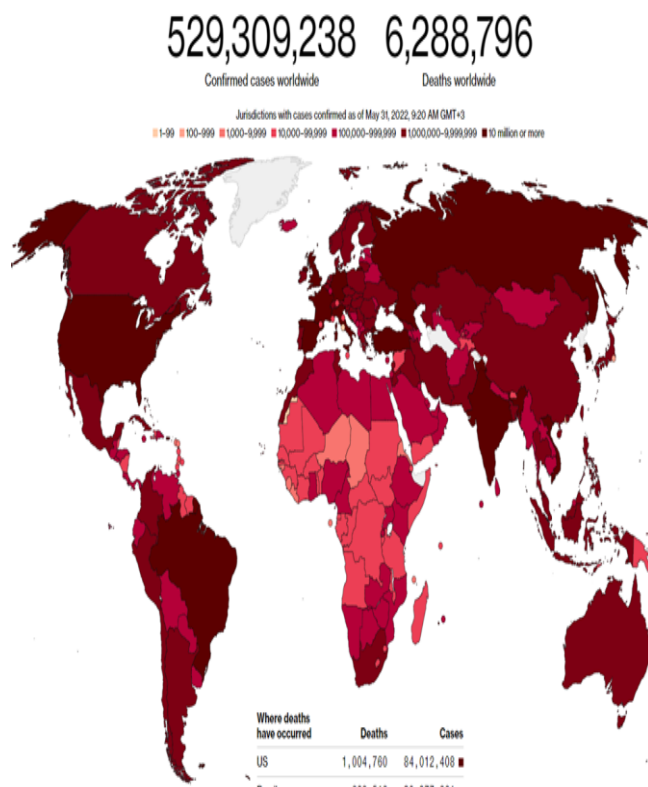 529,309,238 6,288,796
Confirmed cases worldwide Deaths worldwide
Jurisdictions with cases confirmed as of May 31, 2022, 9:20 AM GMT+3
1–99 100–999 1,000–9,999 10,000–99,999 100,000–999,999 1,000,000–9,999,999 10 million or more
Where deaths
have occurred Deaths Cases
US 1,004,760 84,012,408